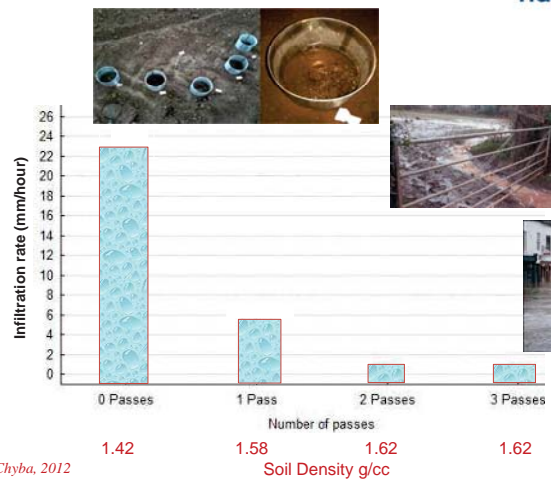 Infiltration rate (mm/hour)
26
24
22
20
18
16
14
12
10
8
6
4
2
0
0 Passes 1 Pass 2 Passes 3 Passes
Number of passes
1.42 1.58 1.62 1.62
Chyba, 2012 Soil Density g/cc